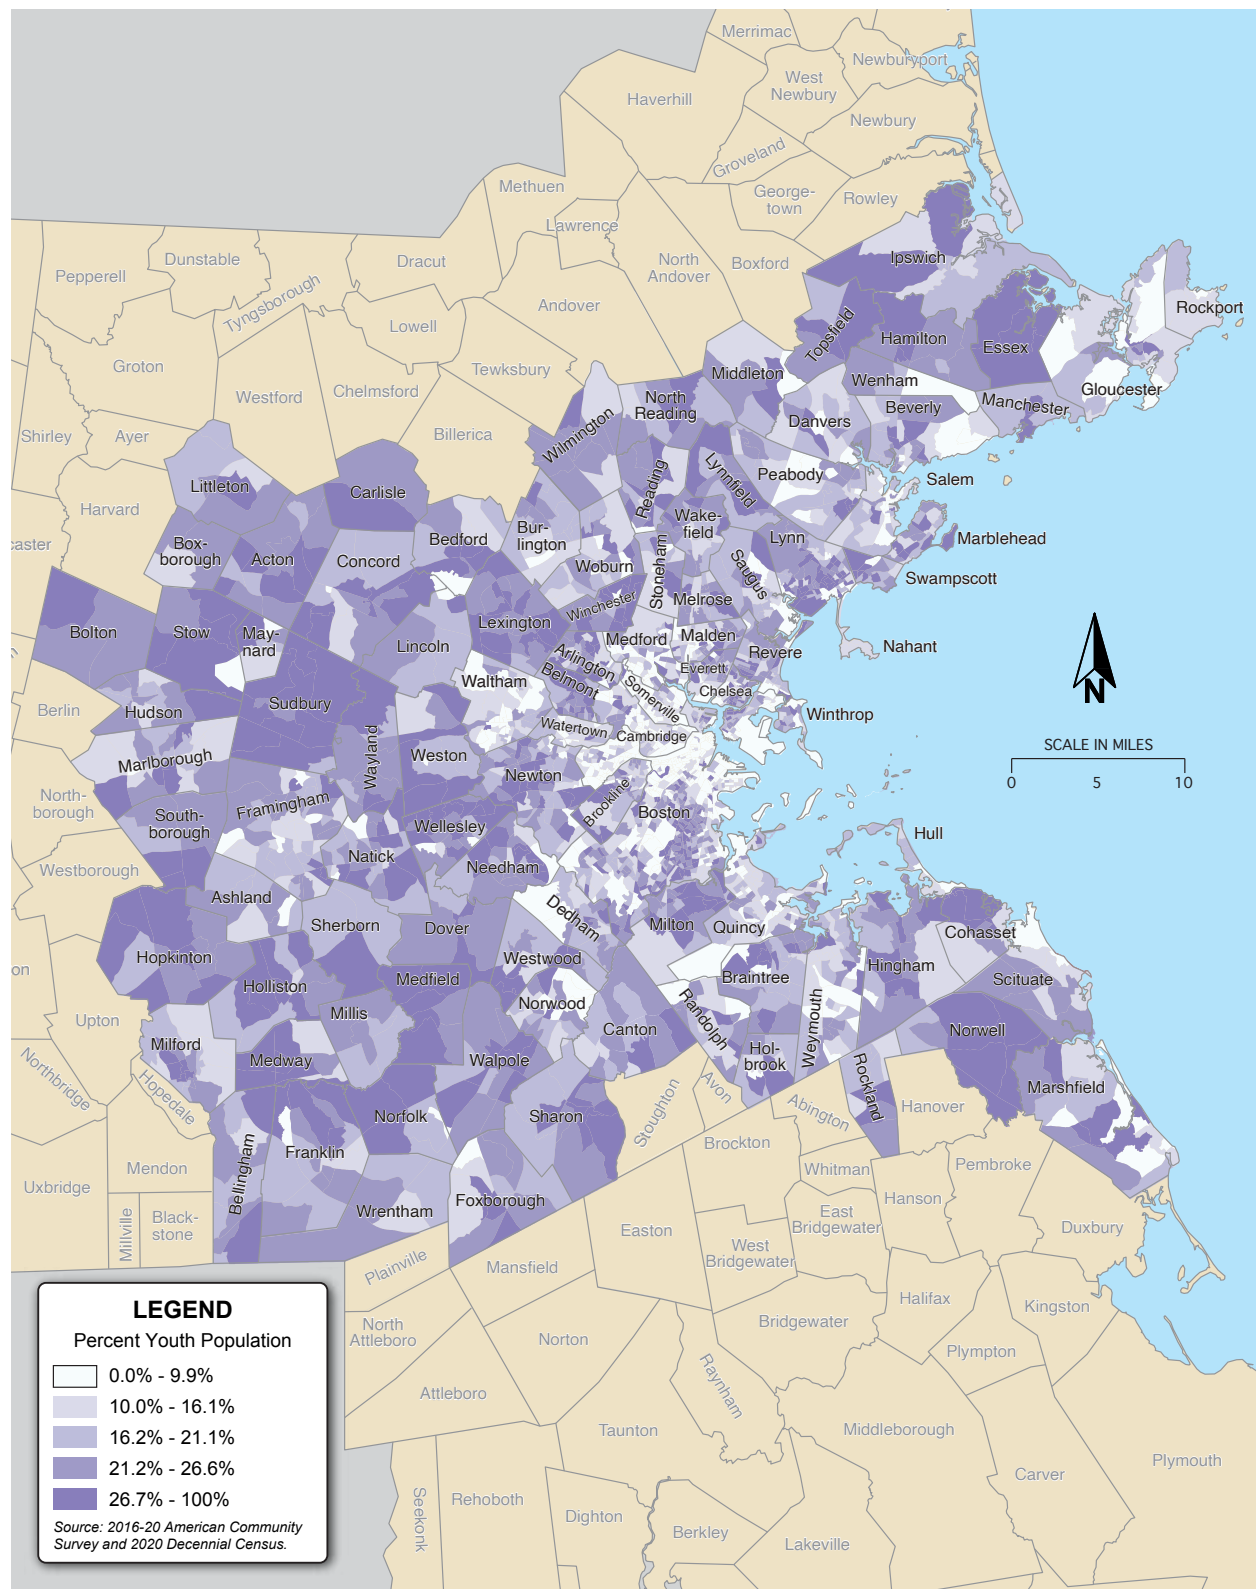 Merrimac
Newburyport
West
Newbury
Haverhill
Newbury
Groveland
Methuen
George-
town
Rowley
Lawrence
Ipswich
Dunstable
Dracut
North
Andover
Boxford
Pepperell
Tyngsborough
Andover
Rockport
Lowell
Topsfield
Hamilton
Essex
Groton
Tewksbury
Middleton
Wenham
Gloucester
Westford
Chelmsford
North
Reading
Beverly
Manchester
Shirley
Ayer
Billerica
Wilmington
Danvers
Littleton
Carlisle
Reading
Lynnfield
Peabody
Salem
Harvard
Wake-
field
Bur-
lington
Bedford
Lynn
Marblehead
caster
Box-
borough
Acton
Concord
Woburn
Stoneham
Saugus
Swampscott
Winchester
Melrose
Bolton
Stow
May-
nard
Lexington
Lincoln
Medford
Malden
Revere
Nahant
Arlington
Belmont
Everett
Chelsea
Waltham
Somerville
N
Berlin
Hudson
Sudbury
Winthrop
Watertown
Cambridge
Marlborough
Wayland
Weston
Newton
SCALE IN MILES
0
5
10
North-
borough
South-
borough
Framingham
Brookline
Boston
Wellesley
Hull
Westborough
Natick
Needham
Ashland
Sherborn
Dover
Dedham
Milton
Quincy
Cohasset
on
Hopkinton
Westwood
Hingham
Scituate
Holliston
Medfield
Norwood
Braintree
Randolph
Weymouth
Upton
Millis
Canton
Norwell
Milford
Medway
Walpole
Hol-
brook
Rockland
Marshfield
Northbridge
Hopedale
Norfolk
Sharon
Stoughton
Avon
Abington
Hanover
Bellingham
Franklin
Brockton
Mendon
Whitman
Pembroke
Uxbridge
Wrentham
Foxborough
Hanson
Millville
Black-
stone
Easton
East
Bridgewater
Duxbury
West
Bridgewater
Plainville
Mansfield
Halifax
Kingston
North
Attleboro
Norton
Bridgewater
Plympton
Raynham
Attleboro
Taunton
Middleborough
Plymouth
Carver
Seekonk
Rehoboth
Dighton
Berkley
Lakeville
LEGEND
Percent Youth Population
0.0% - 9.9%
10.0% - 16.1%
16.2% - 21.1%
21.2% - 26.6%
26.7% - 100%
Source: 2016-20 American Community
Survey and 2020 Decennial Census.